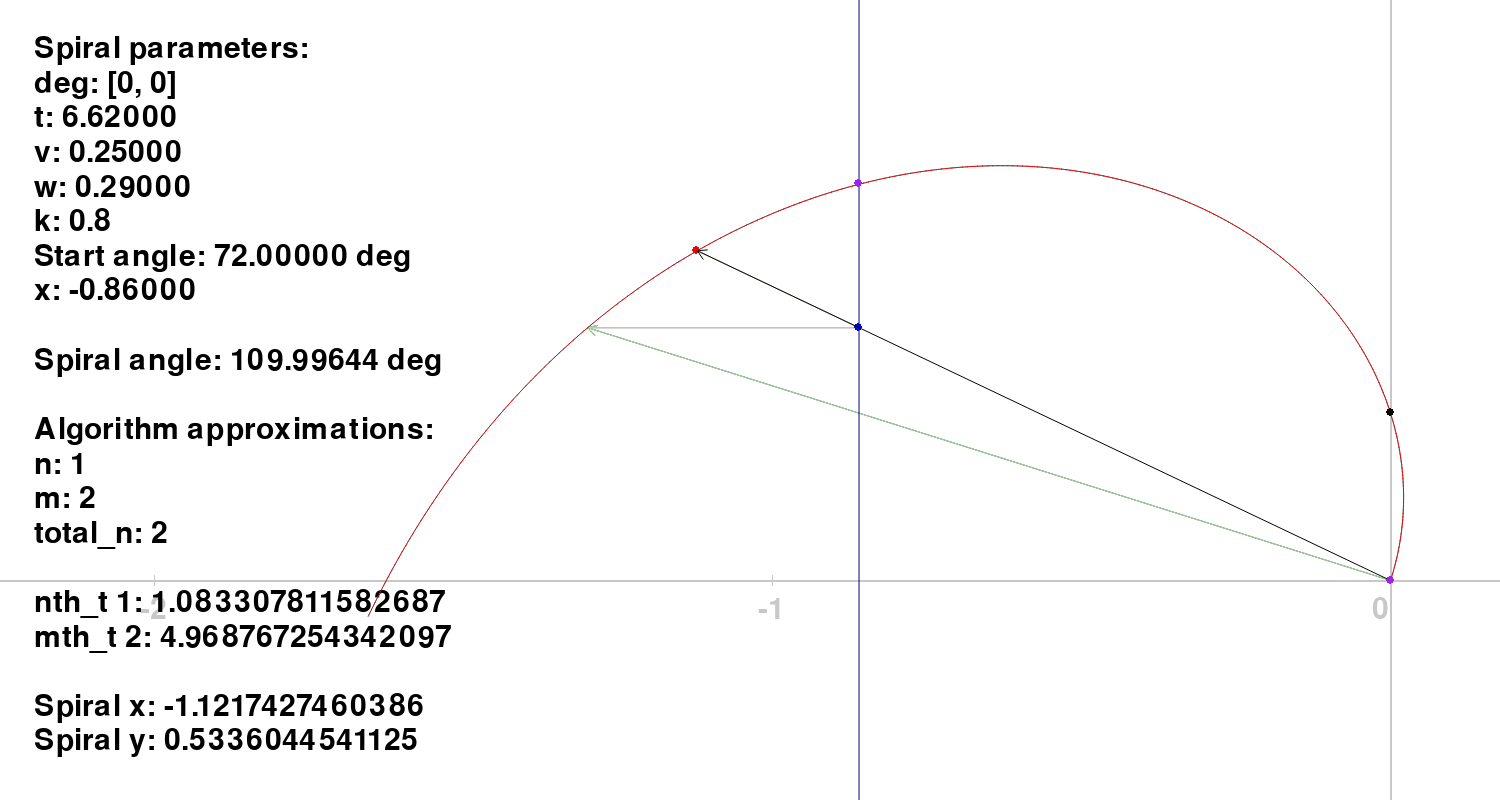 Spiral parameters:
deg: [0, 0]
t: 6.62000
v: 0.25000
w: 0.29000
k: 0.8
Start angle: 72.00000 deg
x: -0.86000
Spiral angle: 109.99644 deg
Algorithm approximations:
n: 1
m: 2
total_n: 2
nth_t 1: 1.083307811582687
-2
-1
0
mth_t 2: 4.968767254342097
Spiral x: -1.1217427460386
Spiral y: 0.5336044541125